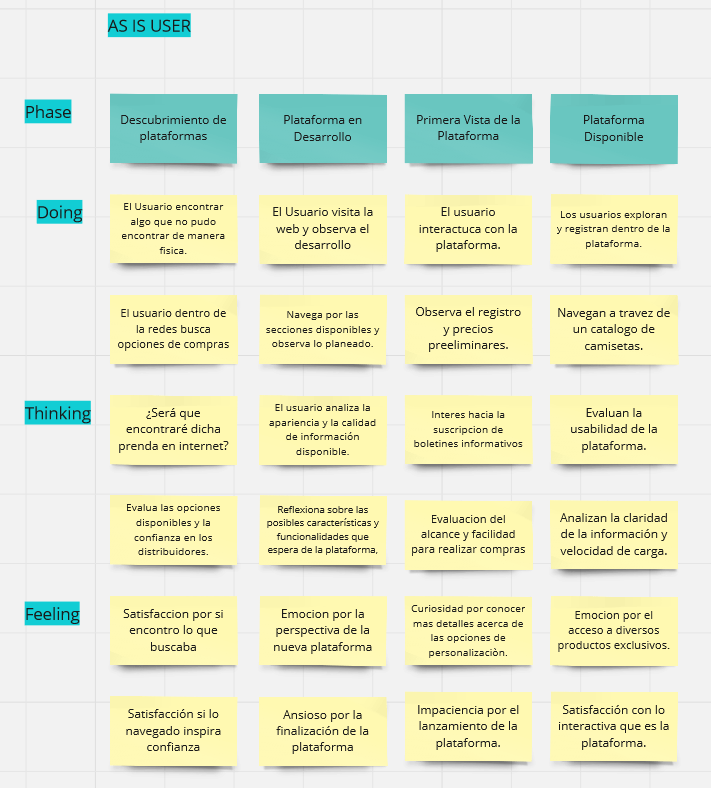 AS IS USER
Phase
Descubrimiento de
plataformas
Plataforma en
Desarrollo
Primera Vista de la
Plataforma
Plataforma
Disponible
Doing
El Usuario encontrar
algo que no pudo
encontrar de manera
fisica.
El Usuario visita la
web y observa el
desarrollo
El usuario
interactuca con la
plataforma.
Los usuarios exploran
y registran dentro de la
plataforma.
El usuario dentro de
la redes busca
opciones de compras
Navega por las
secciones disponibles y
observa lo planeado.
Observa el registro
y precios
preeliminares.
Navegan a travez de
un catalogo de
camisetas.
Thinking
¿Será que
encontraré dicha
prenda en internet?
El usuario analiza la
apariencia y la calidad
de información
disponible.
Interes hacia la
suscripcion de
boletines informativos
Evaluan la
usabilidad de la
plataforma.
Evalua las opciones
disponibles y la
confianza en los
distribuidores.
Reflexiona sobre las
posibles características y
funcionalidades que
espera de la plataforma,
Evaluacion del
alcance y facilidad
para realizar compras
Analizan la claridad
de la información y
velocidad de carga.
Feeling
Satisfaccion por si
encontro lo que
buscaba
Emocion por la
perspectiva de la
nueva plataforma
Curiosidad por conocer
mas detalles acerca de
las opciones de
personalizaciòn.
Emocion por el
acceso a diversos
productos exclusivos.
Satisfacción si lo
navegado inspira
confianza
Ansioso por la
finalización de la
plataforma
Impaciencia por el
lanzamiento de la
plataforma.
Satisfacción con lo
interactiva que es la
plataforma.